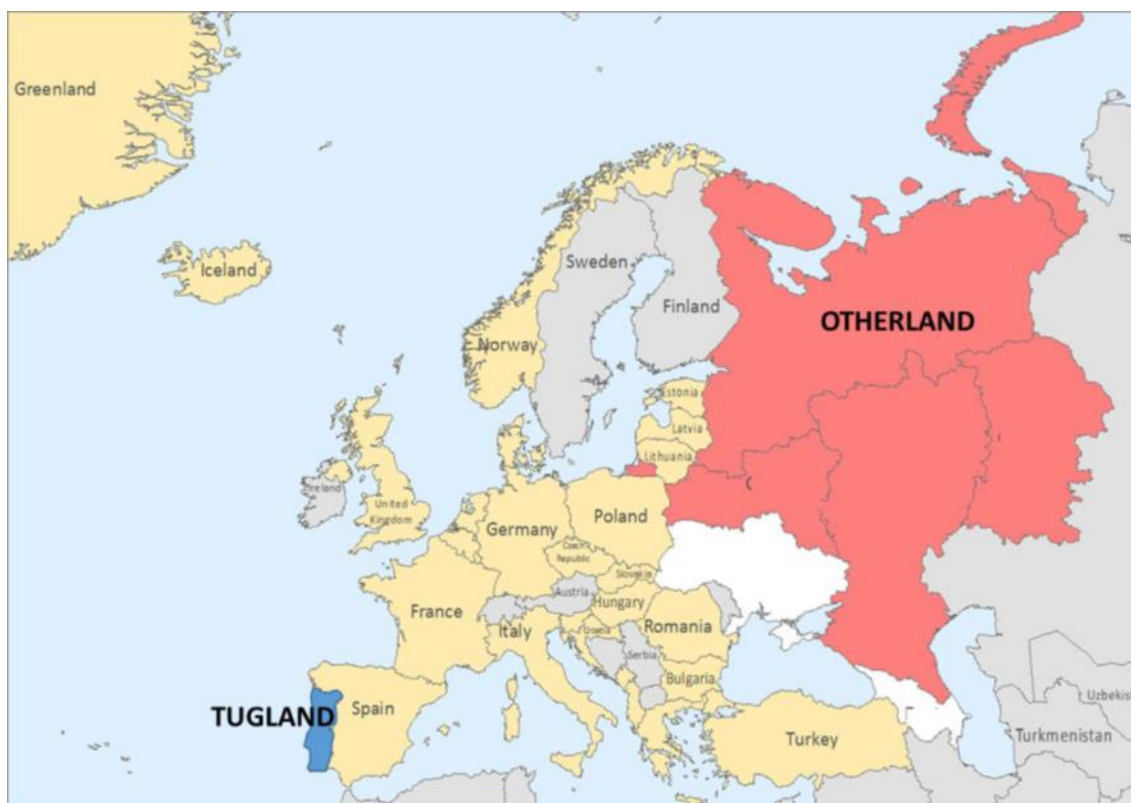 Greenland
Iceland
Sweden
Finland
OTHERLAND
Norway
Estonia
Latvia
Lithuania
Ireland
United
Kingdom
Germany
Poland
Czech
Republic
Slovakia
Austria
Hungary
France
Italy
Croatia
Romania
Serbia
Bulgaria
TUGLAND
Spain
Turkey
Uzbekist
Turkmenistan